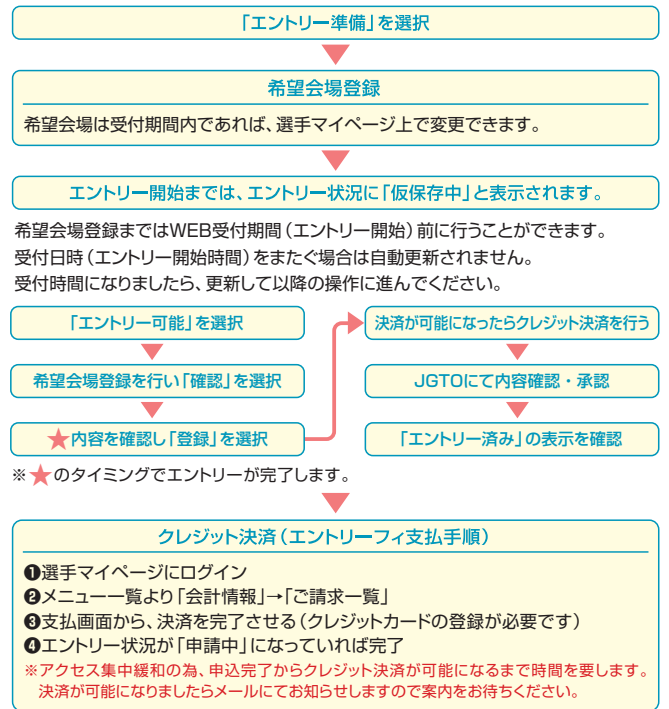 「エントリー準備」を選択
希望会場登録
希望会場は受付期間内であれば、選手マイページ上で変更できます。
エントリー開始までは、エントリー状況に「仮保存中」と表示されます。
希望会場登録まではWEB受付期間(エントリー開始)前に行うことができます。
受付日時(エントリー開始時間)をまたぐ場合は自動更新されません。
受付時間になりましたら、更新して以降の操作に進んでください。
「エントリー可能」を選択
希望会場登録を行い「確認」を選択
★内容を確認し「登録」を選択
決済が可能になったらクレジット決済を行う
JGTOにて内容確認・承認
「エントリー済み」の表示を確認
※★のタイミングでエントリーが完了します。
クレジット決済(エントリーフィ支払手順)
❶選手マイページにログイン
❷メニュー一覧より「会計情報」→「ご請求一覧」
❸支払画面から、決済を完了させる(クレジットカードの登録が必要です)
❹エントリー状況が「申請中」になっていれば完了
※アクセス集中緩和の為、申込完了からクレジット決済が可能になるまで時間を要します。
決済が可能になりましたらメールにてお知らせしますので案内をお待ちください。